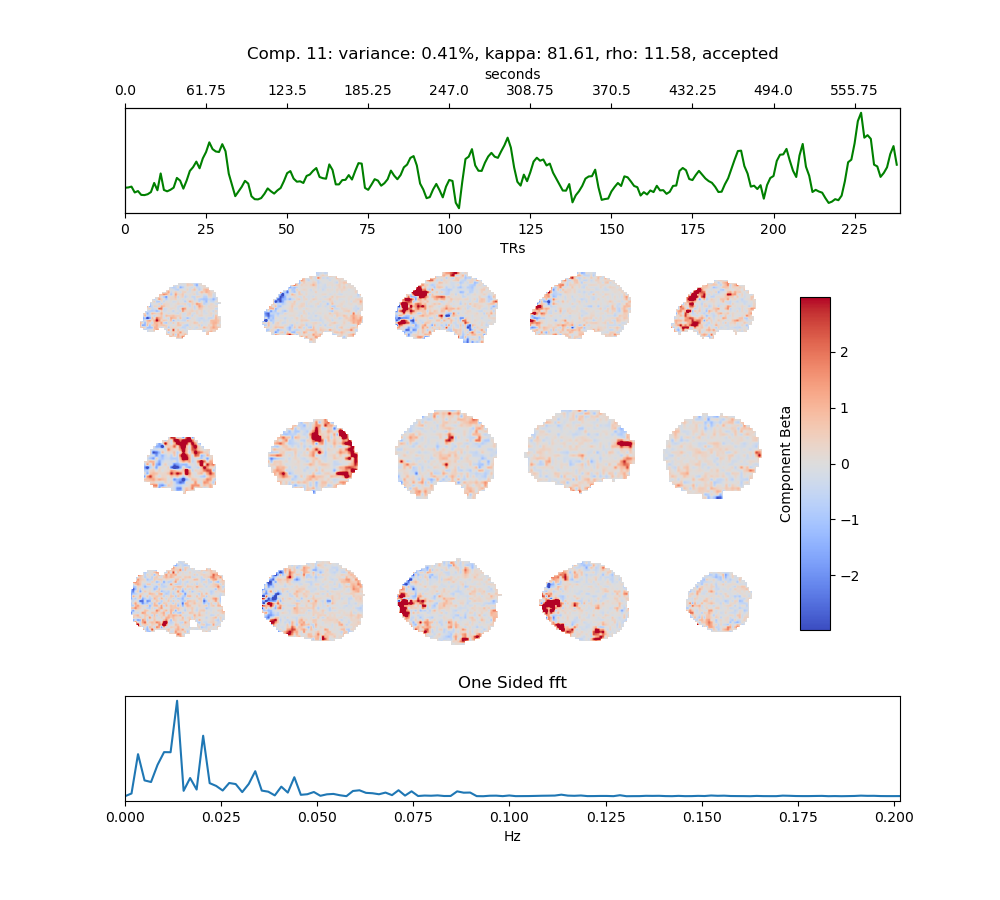 Comp. 11: variance: 0.41%, kappa: 81.61, rho: 11.58, accepted
seconds
0.0 61.75 123.5 185.25 247.0 308.75 370.5 432.25 494.0 555.75
0 25 50 75 100 125 150 175 200 225
TRs
2
1
0
−1
−2
Component Beta
One Sided fft
0.000 0.025 0.050 0.075 0.100 0.125 0.150 0.175 0.200
Hz